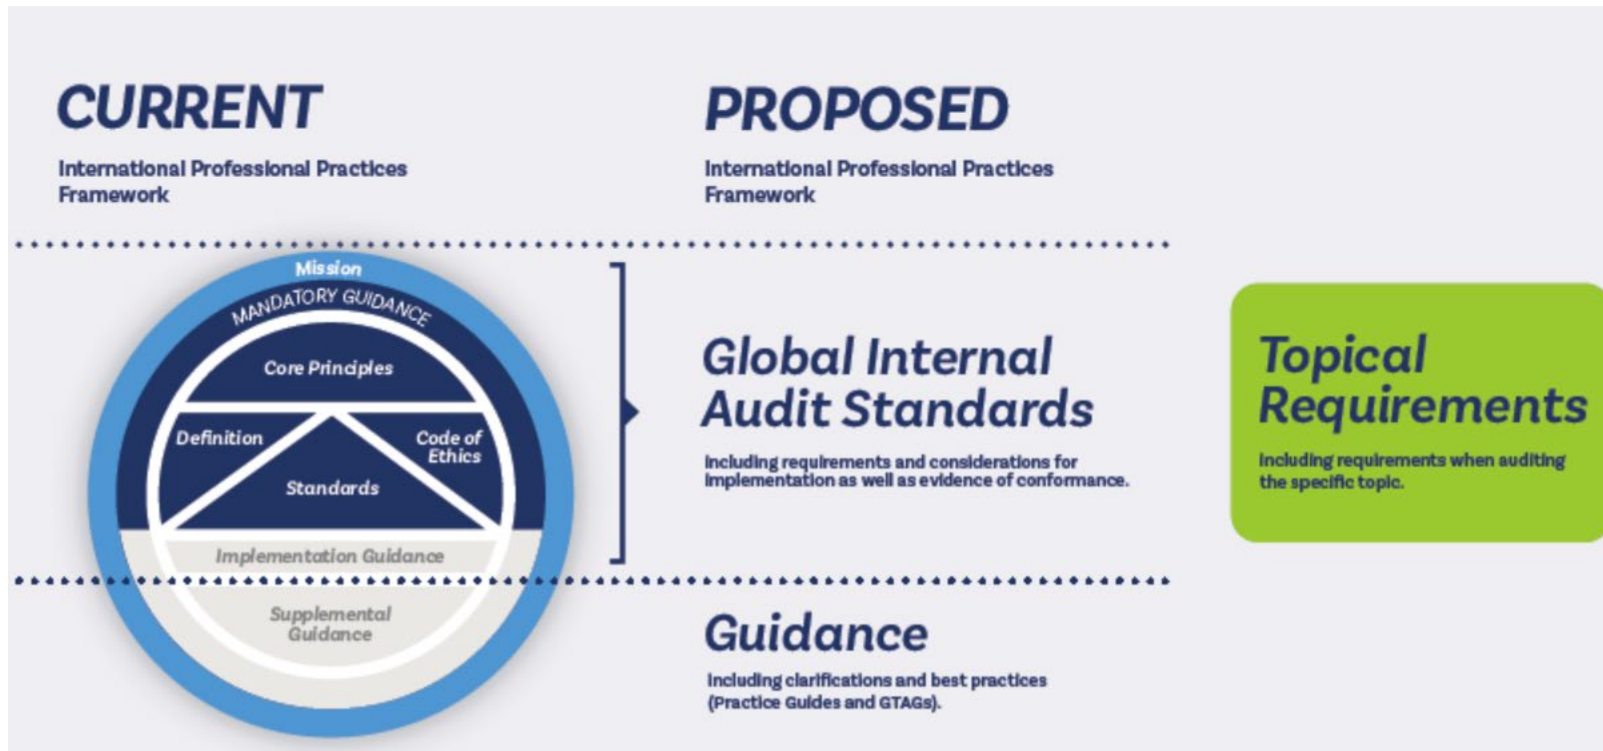 CURRENT
International Professional Practices
Framework
PROPOSED
International Professional Practices
Framework
Mission
MANDATORY GUIDANCE
Core Principles
Definition
Code of
Ethics
Standards
Implementation Guidance
Supplemental
Guidance
Global Internal
Audit Standards
Including requirements and considerations for
implementation as well as evidence of conformance.
Guidance
Including clarifications and best practices
(Practice Guides and GTAGs).
Topical
Requirements
Including requirements when auditing
the specific topic.